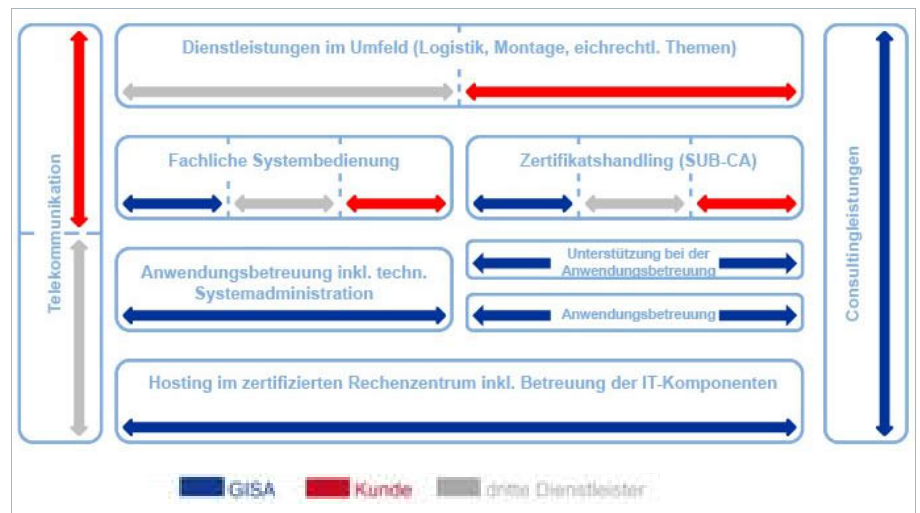 Dienstleistungen im Umfeld (Logistik, Montage, eichrechtl. Themen)
Telekommunikation
Fachliche Systembedienung
Zertifikatshandling (SUB-CA)
Consultingleistungen
Anwendungsbetreuung inkl. techn.
Systemadministration
Unterstützung bei der
Anwendungsbetreuung
Anwendungsbetreuung
Hosting im zertifizierten Rechenzentrum inkl. Betreuung der IT-Komponenten
GISA
Kunde
dritte Dienstleister